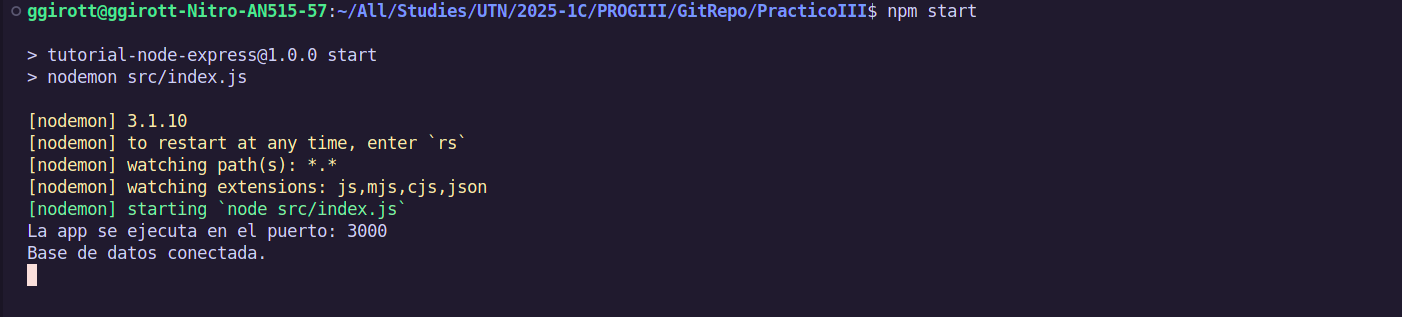 ggirott@ggirott-Nitro-AN515-57:~/All/Studies/UTN/2025-1C/PROGIII/GitRepo/PracticoIII$ npm start
> tutorial-node-express@1.0.0 start
> nodemon src/index.js
[nodemon] 3.1.10
[nodemon] to restart at any time, enter `rs`
[nodemon] watching path(s): *.*
[nodemon] watching extensions: js,mjs,cjs,json
[nodemon] starting `node src/index.js`
La app se ejecuta en el puerto: 3000
Base de datos conectada.